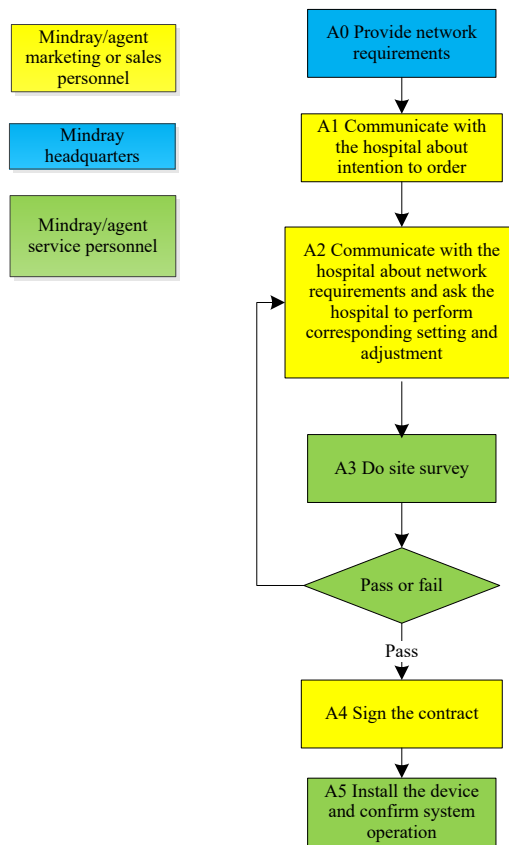 Mindray/agent
marketing or sales
personnel
Mindray
headquarters
Mindray/agent
service personnel
A0 Provide network
requirements
A1 Communicate with
the hospital about
intention to order
A2 Communicate with the
hospital about network
requirements and ask the
hospital to perform
corresponding setting and
adjustment
A3 Do site survey
Pass or fail
Pass
A4 Sign the contract
A5 Install the device
and confirm system
operation